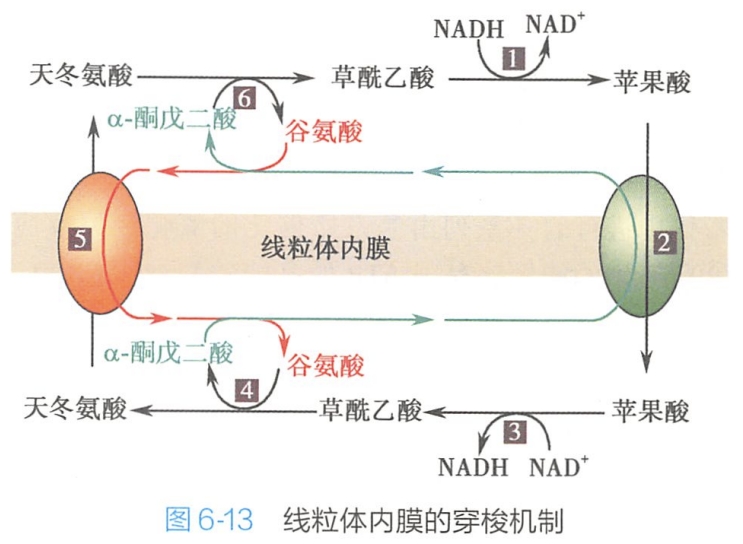 NADH NAD⁺
1
天冬氨酸 草酰乙酸 苹果酸
6
α-酮戊二酸 谷氨酸
5 线粒体内膜 2
α-酮戊二酸 谷氨酸
4
天冬氨酸 草酰乙酸 苹果酸
3
NADH NAD⁺
图 6-13 线粒体内膜的穿梭机制